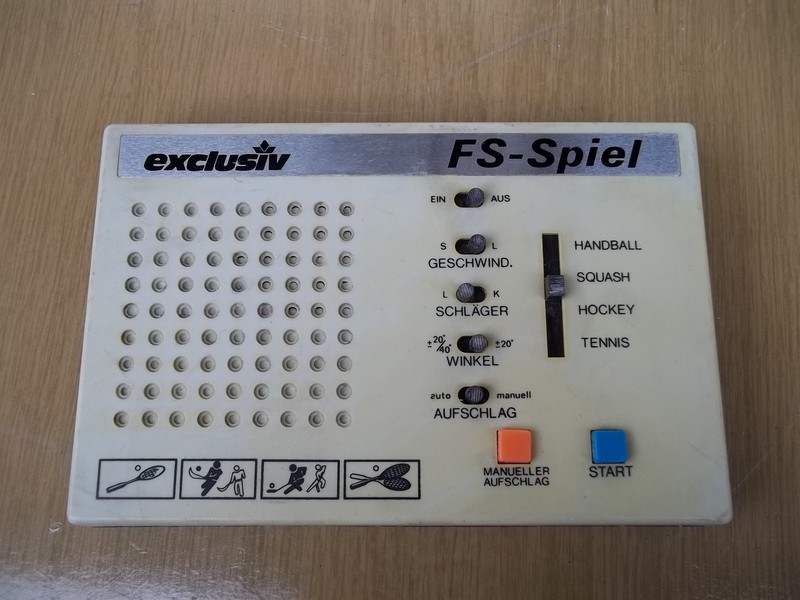 exclusiv
FS-Spiel
EIN AUS
S L
GESCHWIND.
L K
SCHLÄGER
±20°/40° ±20°
WINKEL
auto manuell
AUFSCHLAG
HANDBALL
SQUASH
HOCKEY
TENNIS
MANUELLER
AUFSCHLAG
START